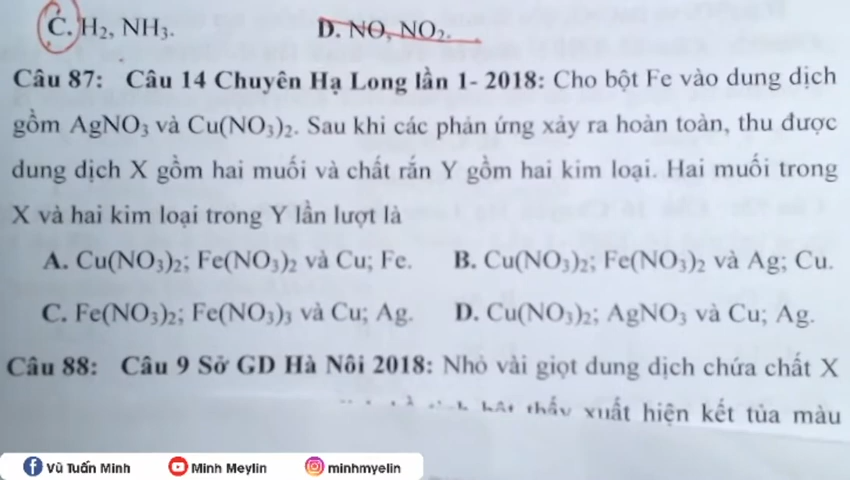 C. H₂, NH₃. D. NO, NO₂.
Câu 87: Câu 14 Chuyên Hạ Long lần 1- 2018: Cho bột Fe vào dung dịch
gồm AgNO₃ và Cu(NO₃)₂. Sau khi các phản ứng xảy ra hoàn toàn, thu được
dung dịch X gồm hai muối và chất rắn Y gồm hai kim loại. Hai muối trong
X và hai kim loại trong Y lần lượt là
A. Cu(NO₃)₂; Fe(NO₃)₂ và Cu; Fe. B. Cu(NO₃)₂; Fe(NO₃)₂ và Ag; Cu.
C. Fe(NO₃)₂; Fe(NO₃)₃ và Cu; Ag. D. Cu(NO₃)₂; AgNO₃ và Cu; Ag.
Câu 88: Câu 9 Sở GD Hà Nôi 2018: Nhỏ vài giọt dung dịch chứa chất X
thấy xuất hiện kết tủa màu
Vũ Tuấn Minh Minh Meylin minhmyelin